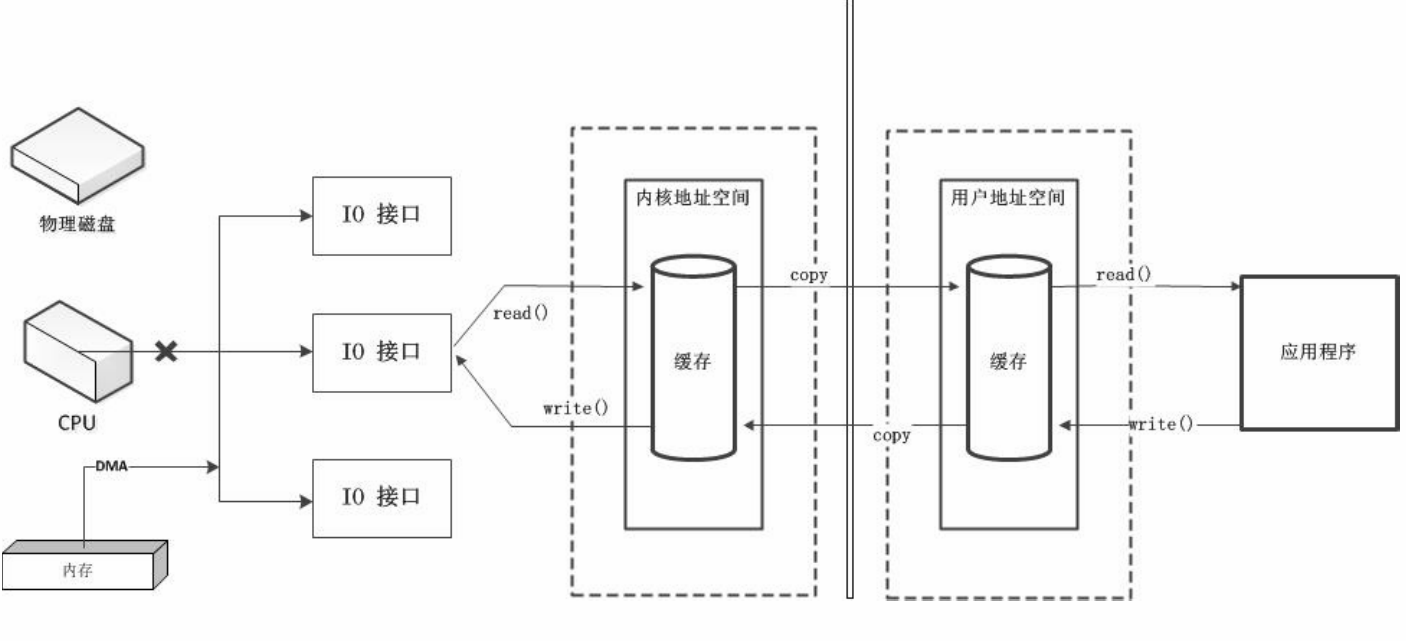 物理磁盘
CPU
DMA
内存
IO 接口
IO 接口
IO 接口
read()
write()
内核地址空间
缓存
copy
copy
用户地址空间
缓存
read()
write()
应用程序